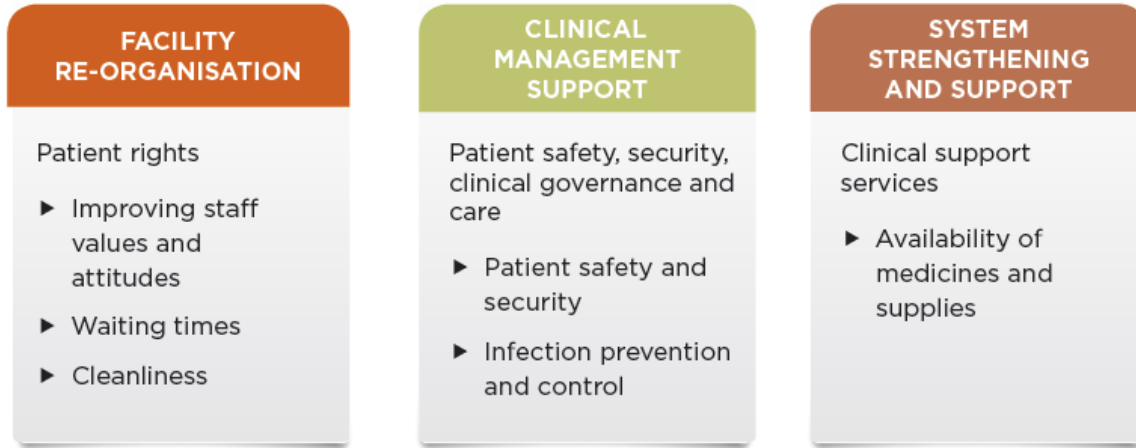 FACILITY
RE-ORGANISATION
Patient rights
▶ Improving staff
values and
attitudes
▶ Waiting times
▶ Cleanliness
CLINICAL
MANAGEMENT
SUPPORT
Patient safety, security,
clinical governance and
care
▶ Patient safety and
security
▶ Infection prevention
and control
SYSTEM
STRENGTHENING
AND SUPPORT
Clinical support
services
▶ Availability of
medicines and
supplies